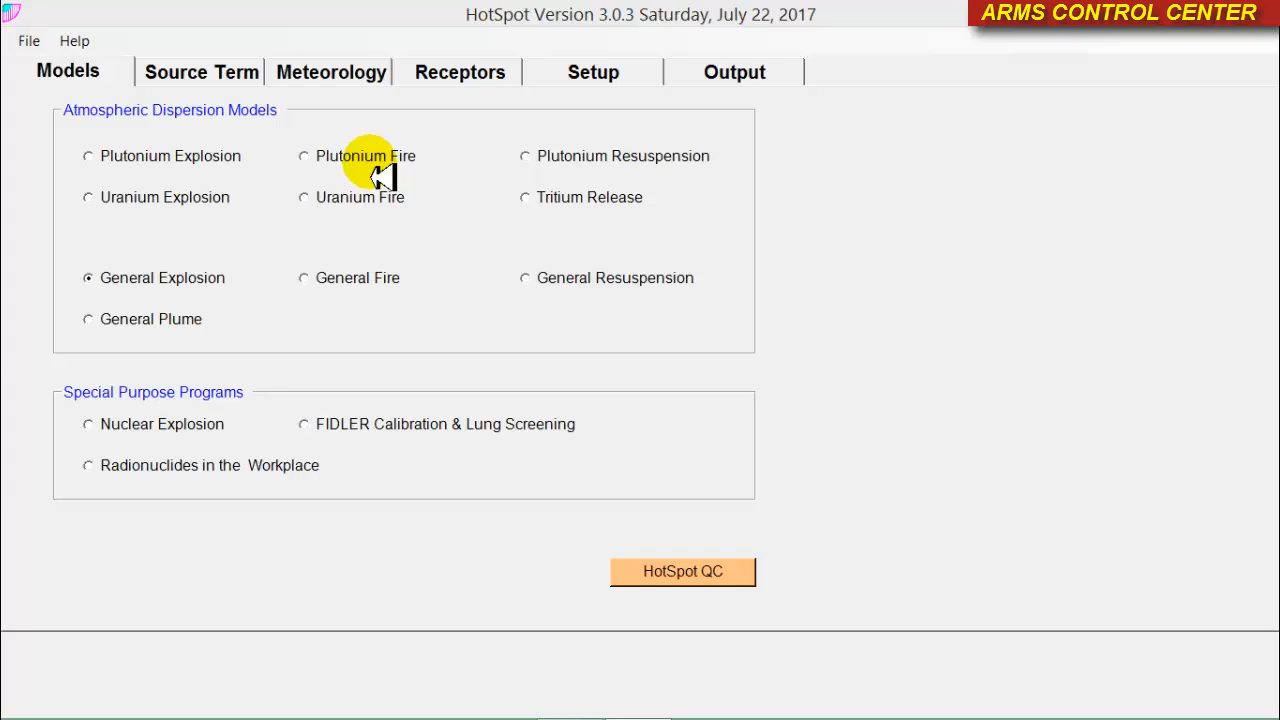 HotSpot Version 3.0.3 Saturday, July 22, 2017
ARMS CONTROL CENTER
File Help
Models Source Term Meteorology Receptors Setup Output
Atmospheric Dispersion Models
Plutonium Explosion Plutonium Fire Plutonium Resuspension
Uranium Explosion Uranium Fire Tritium Release
General Explosion General Fire General Resuspension
General Plume
Special Purpose Programs
Nuclear Explosion FIDLER Calibration & Lung Screening
Radionuclides in the Workplace
HotSpot QC